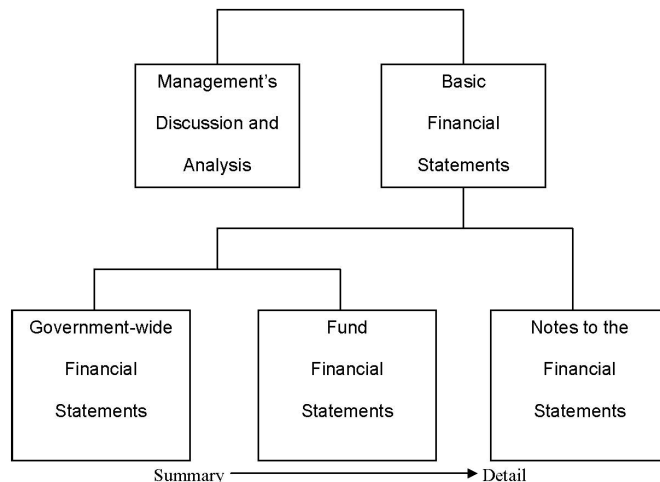 Management’s
Discussion and
Analysis
Basic
Financial
Statements
Government-wide
Financial
Statements
Fund
Financial
Statements
Notes to the
Financial
Statements
Summary
Detail